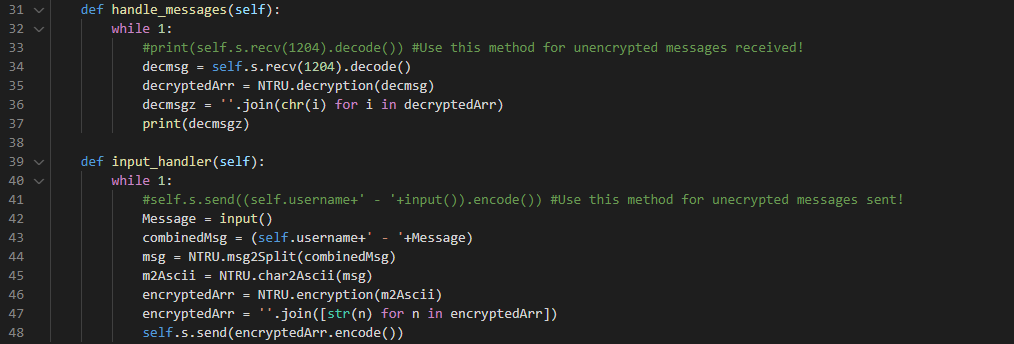 31 def handle_messages(self):
32 while 1:
33 #print(self.s.recv(1204).decode()) #Use this method for unencrypted messages received!
34 decmsg = self.s.recv(1204).decode()
35 decryptedArr = NTRU.decryption(decmsg)
36 decmsgz = ''.join(chr(i) for i in decryptedArr)
37 print(decmsgz)
38
39 def input_handler(self):
40 while 1:
41 #self.s.send((self.username+' - '+input()).encode()) #Use this method for unecrypted messages sent!
42 Message = input()
43 combinedMsg = (self.username+' - '+Message)
44 msg = NTRU.msg2Split(combinedMsg)
45 m2Ascii = NTRU.char2Ascii(msg)
46 encryptedArr = NTRU.encryption(m2Ascii)
47 encryptedArr = ''.join([str(n) for n in encryptedArr])
48 self.s.send(encryptedArr.encode())